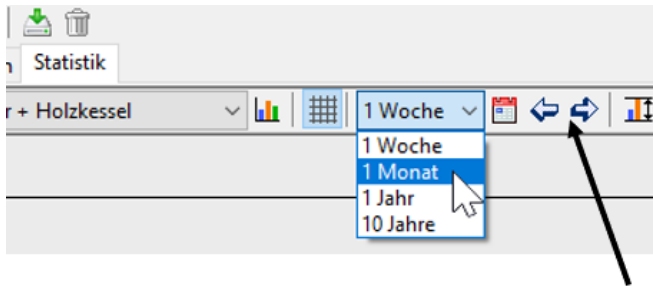 Statistik
+ Holzkessel
1 Woche
1 Woche
1 Monat
1 Jahr
10 Jahre